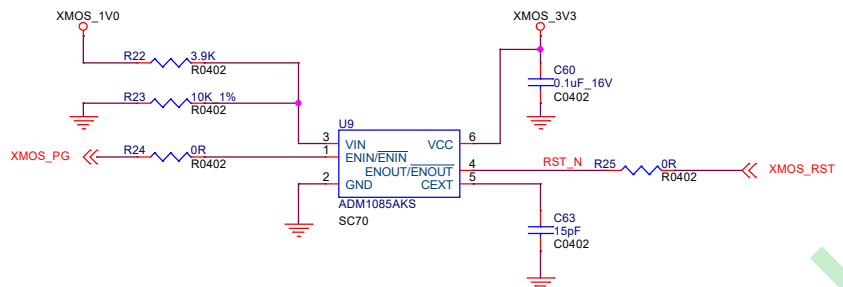 XMOS_1V0
XMOS_3V3
R22 3.9K
R0402
R23 10K_1%
R0402
C60
0.1uF_16V
C0402
U9
3 VIN VCC 6
XMOS_PG R24 0R 1 ENIN/ENIN
R0402
ENOUT/ENOUT 4 RST_N R25 0R XMOS_RST
R0402
2 GND CEXT 5
ADM1085AKS
SC70
C63
15pF
C0402